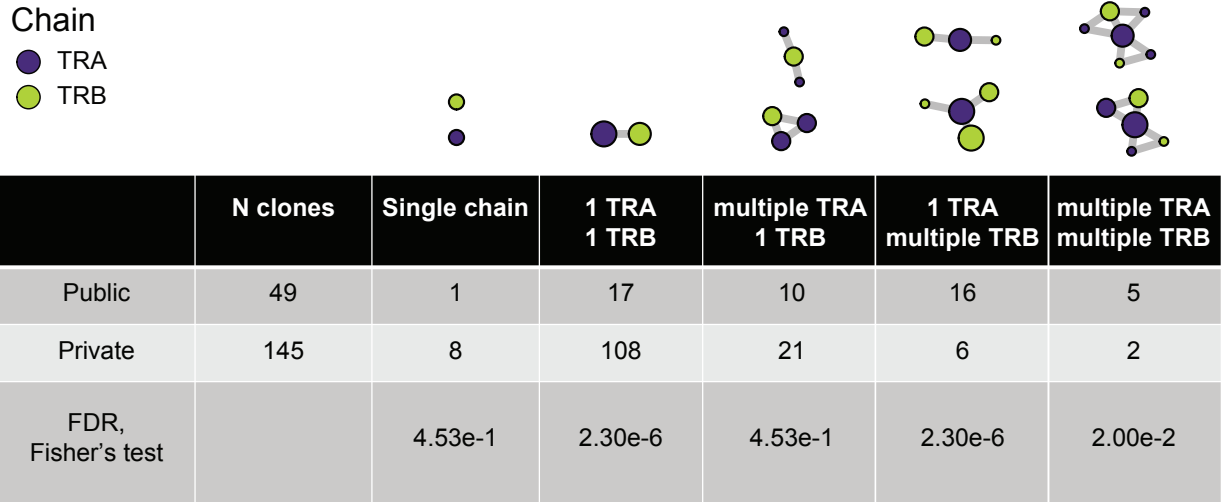 Chain
TRA
TRB
N clones
Single chain
1 TRA
1 TRB
multiple TRA
1 TRB
1 TRA
multiple TRB
multiple TRA
multiple TRB
Public 49 1 17 10 16 5
Private 145 8 108 21 6 2
FDR,
Fisher's test
4.53e-1 2.30e-6 4.53e-1 2.30e-6 2.00e-2